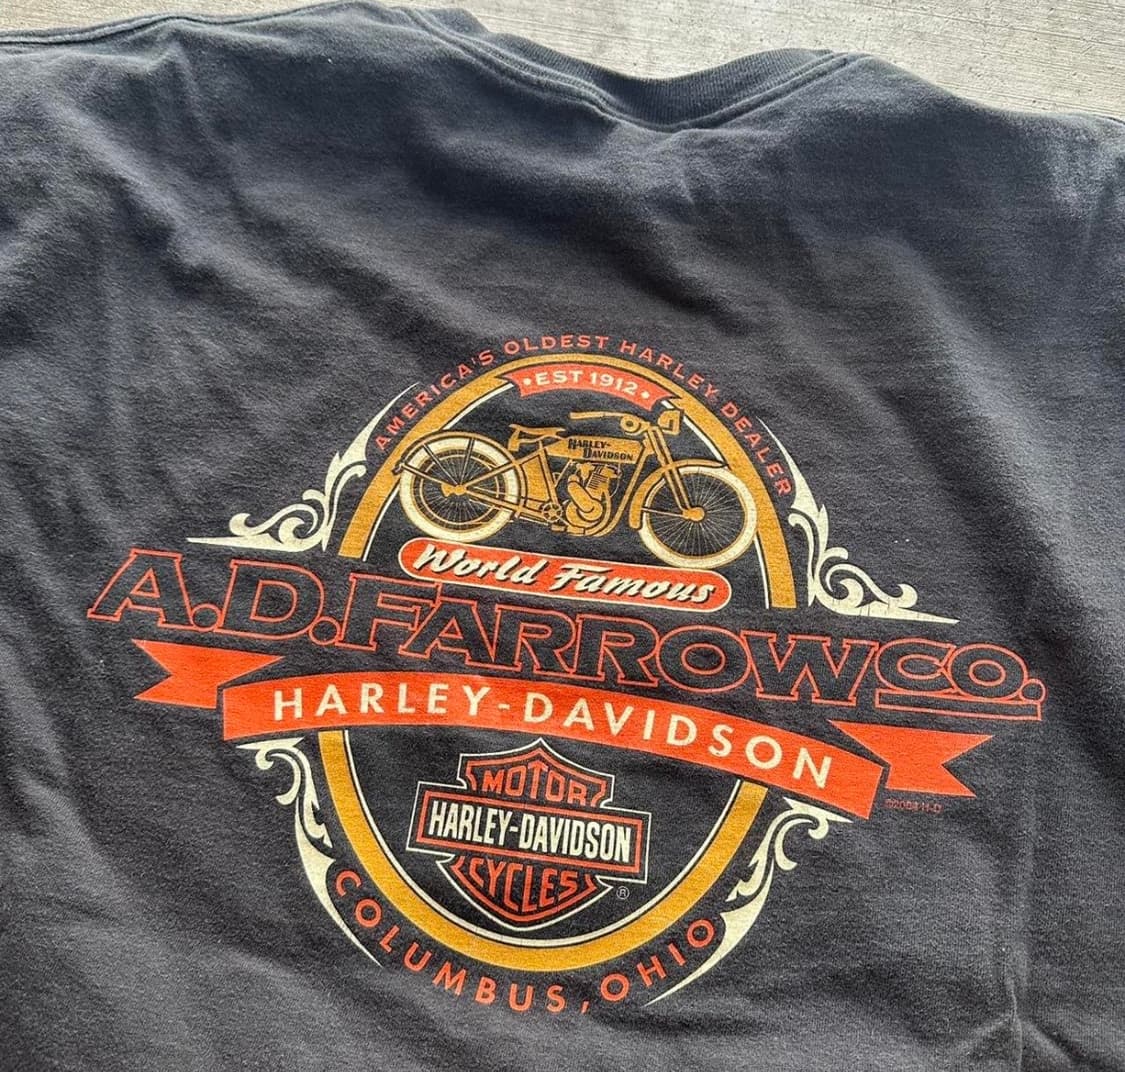 AMERICA'S OLDEST HARLEY DEALER
•EST 1912•
HARLEY-
DAVIDSON
World Famous
A.D.FARROW CO.
HARLEY-DAVIDSON
©2004 H-D
MOTOR
HARLEY-DAVIDSON
CYCLES
®
COLUMBUS, OHIO